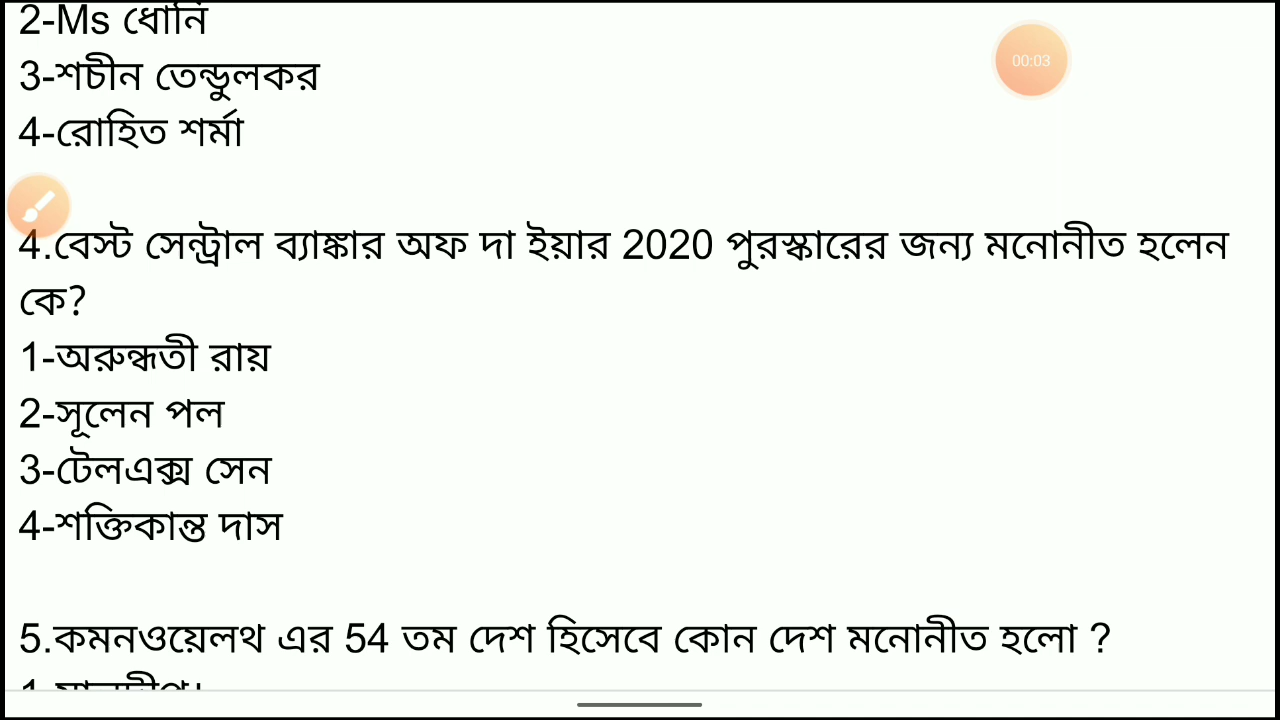 2-Ms ধোনি
3-শচীন তেন্ডুলকর
00:03
4-রোহিত শর্মা
4.বেস্ট সেন্ট্রাল ব্যাঙ্কার অফ দা ইয়ার 2020 পুরস্কারের জন্য মনোনীত হলেন
কে?
1-অরুন্ধতী রায়
2-সূলেন পল
3-টেলএক্স সেন
4-শক্তিকান্ত দাস
5.কমনওয়েলথ এর 54 তম দেশ হিসেবে কোন দেশ মনোনীত হলো ?